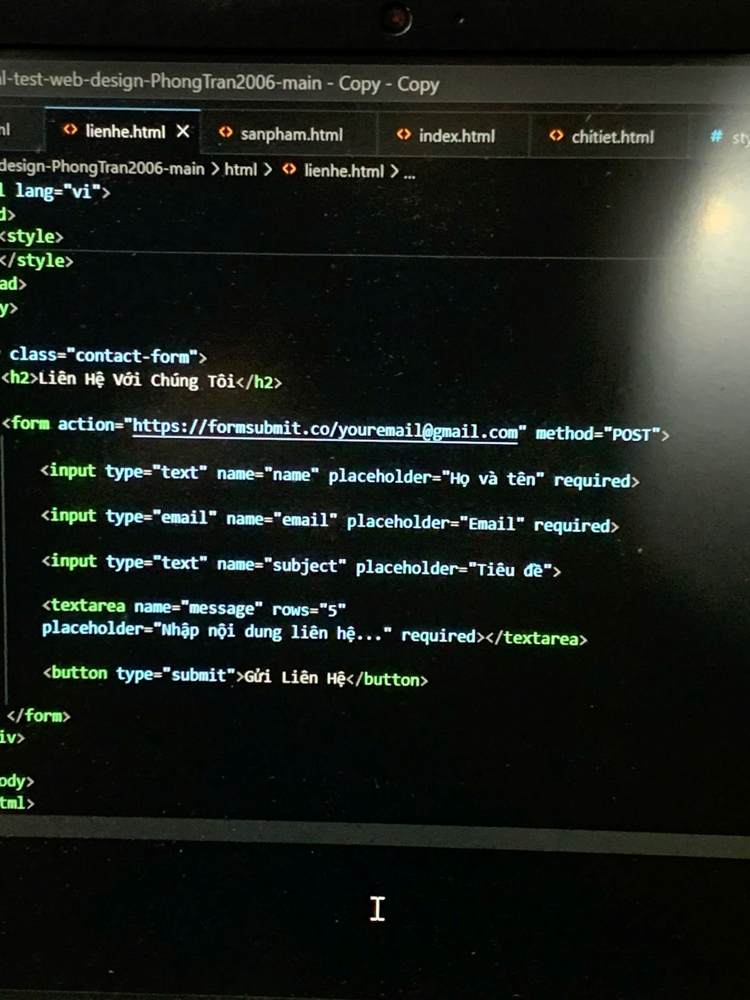 l-test-web-design-PhongTran2006-main - Copy - Copy
ml lienhe.html X sanpham.html index.html chitiet.html # sty
design-PhongTran2006-main > html > lienhe.html > ...
l lang="vi">
d>
<style>
</style>
ad>
y>
class="contact-form">
<h2>Liên Hệ Với Chúng Tôi</h2>
<form action="https://formsubmit.co/youremail@gmail.com" method="POST">
<input type="text" name="name" placeholder="Họ và tên" required>
<input type="email" name="email" placeholder="Email" required>
<input type="text" name="subject" placeholder="Tiêu đề">
<textarea name="message" rows="5"
placeholder="Nhập nội dung liên hệ..." required></textarea>
<button type="submit">Gửi Liên Hệ</button>
</form>
iv>
ody>
tml>